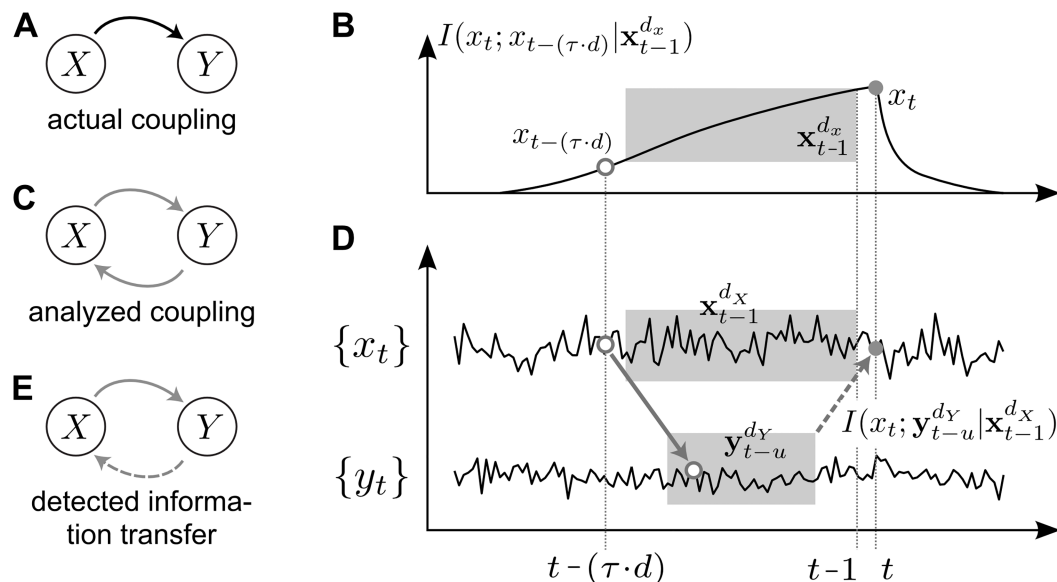 A
X
Y
actual coupling
B
I(x_t; x_{t−(τ·d)}|𝐱_{t−1}^{d_x})
x_{t−(τ·d)}
𝐱_{t-1}^{d_x}
x_t
C
X
Y
analyzed coupling
D
{x_t}
𝐱_{t−1}^{d_X}
{y_t}
𝐲_{t−u}^{d_Y}
I(x_t; 𝐲_{t−u}^{d_Y}|𝐱_{t−1}^{d_X})
t−(τ·d)
t-1
t
E
X
Y
detected informa-
tion transfer